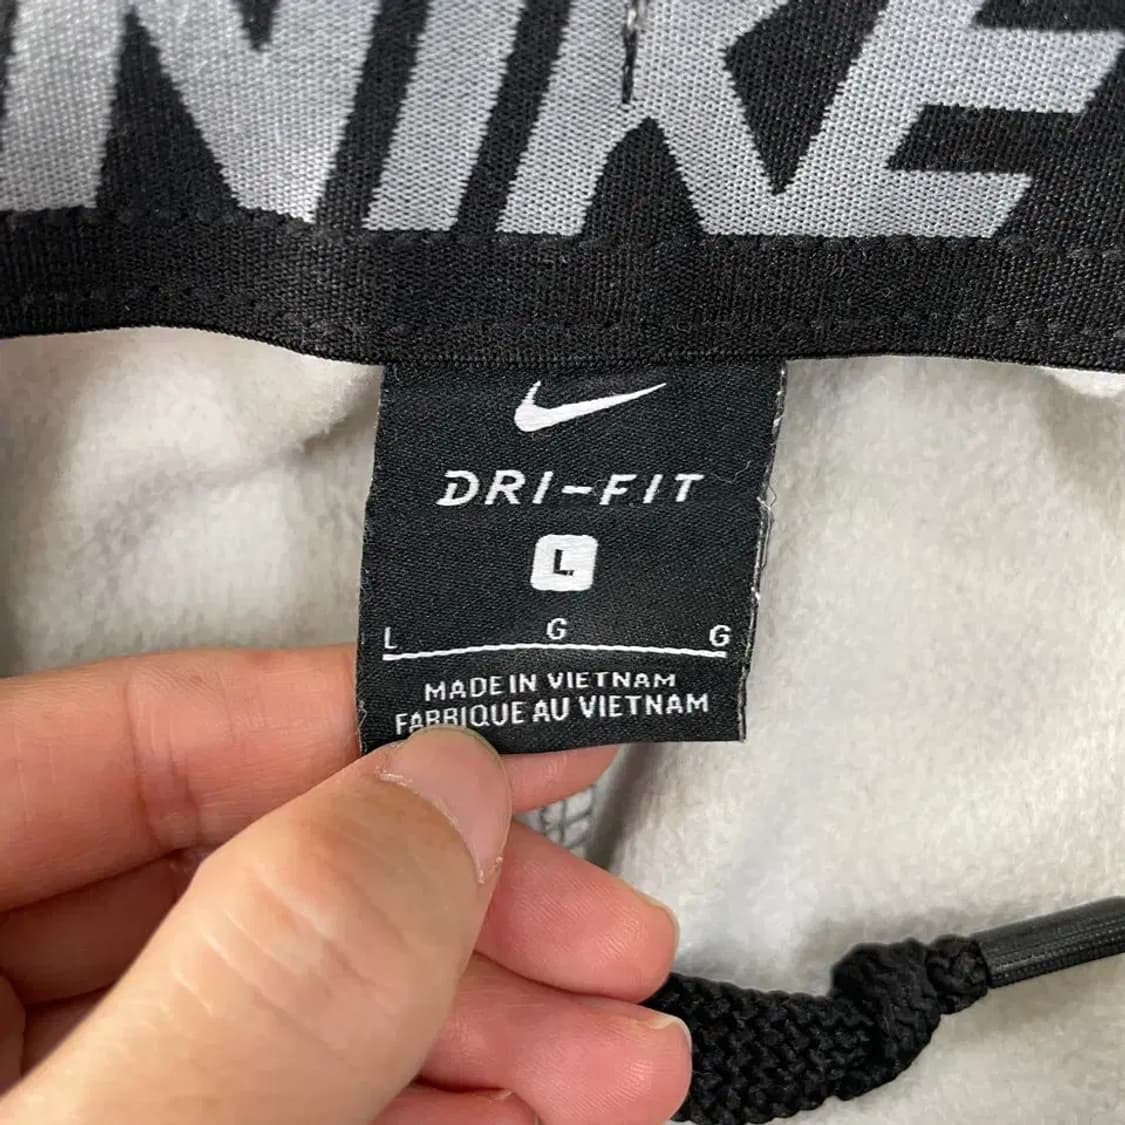 NIKE
DRI-FIT
L
L G G
MADE IN VIETNAM
FABRIQUE AU VIETNAM